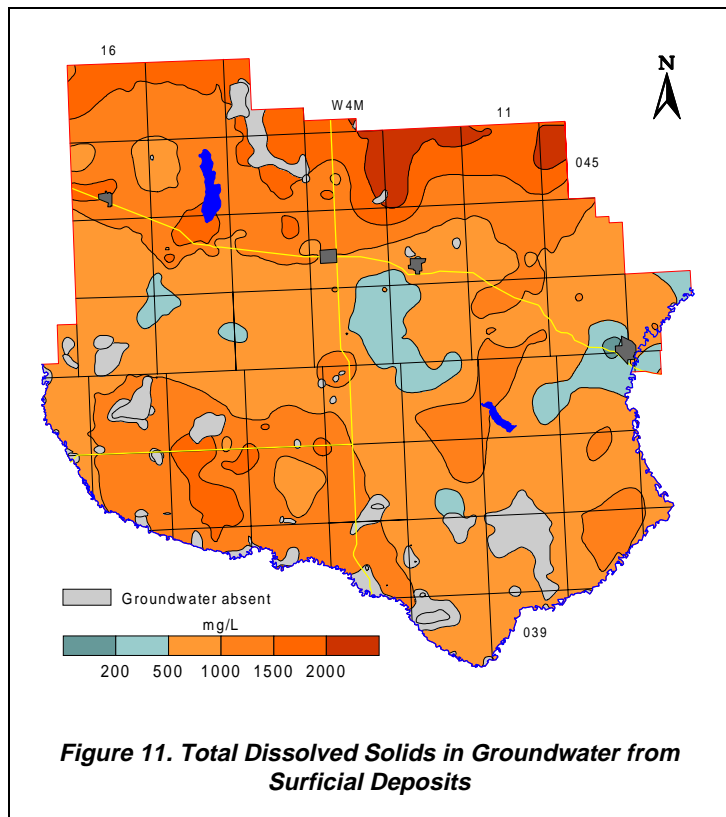 16
N
W4M
11
045
Groundwater absent
mg/L
039
200 500 1000 1500 2000
Figure 11. Total Dissolved Solids in Groundwater from
Surficial Deposits